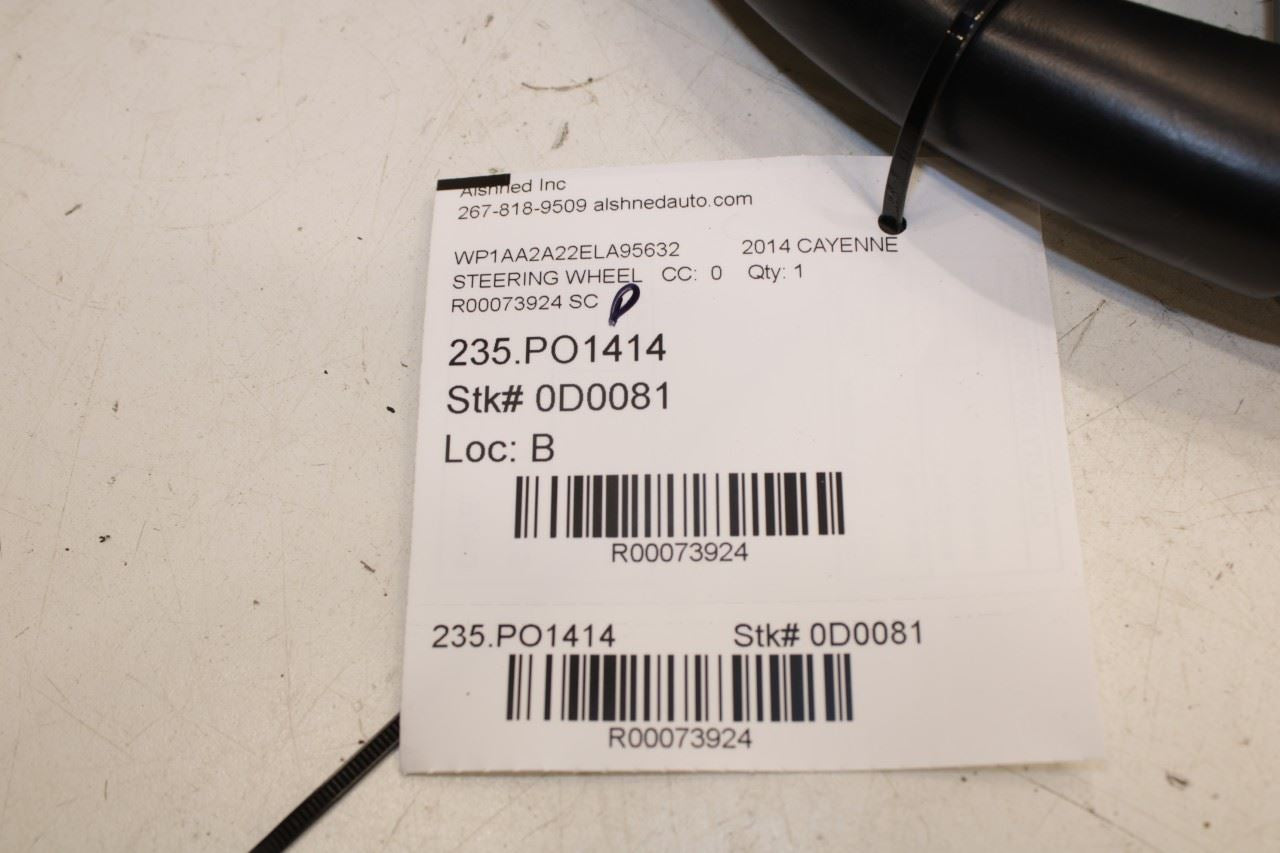 Alshned Inc
267-818-9509 alshnedauto.com
WP1AA2A22ELA95632 2014 CAYENNE
STEERING WHEEL CC: 0 Qty: 1
R00073924 SC
235.PO1414
Stk# 0D0081
Loc: B
R00073924
235.PO1414 Stk# 0D0081
R00073924